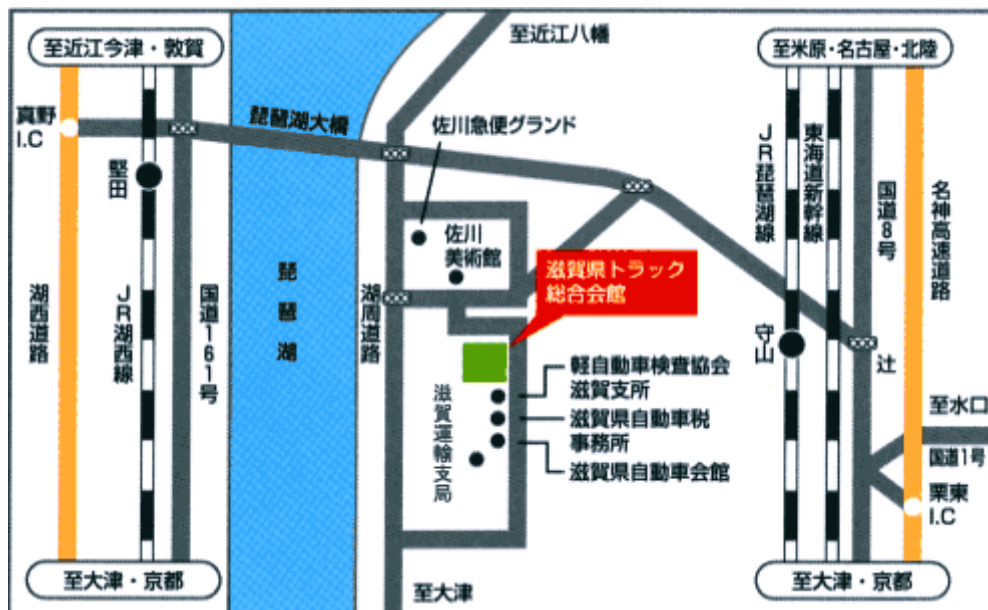 至近江今津・敦賀
真野
I.C
堅田
湖西道路
JR湖西線
国道161号
至大津・京都
琵琶湖大橋
琵琶湖
至近江八幡
佐川急便グランド
佐川
美術館
湖周道路
滋賀県トラック
総合会館
軽自動車検査協会
滋賀支所
滋賀県自動車税
事務所
滋賀県自動車会館
滋賀運輸支局
至大津
至米原・名古屋・北陸
JR琵琶湖線
東海道新幹線
国道8号
名神高速道路
守山
辻
至水口
国道1号
栗東
I.C
至大津・京都